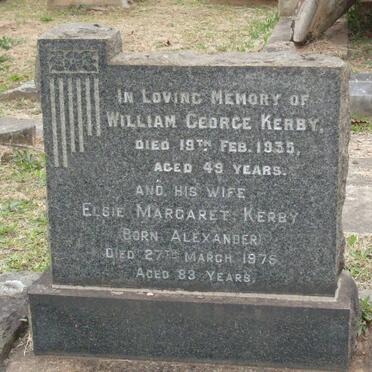 IN LOVING MEMORY OF
WILLIAM GEORGE KERBY,
DIED 19TH FEB. 1935,
AGED 49 YEARS.
AND HIS WIFE
ELSIE MARGARET KERBY
(BORN ALEXANDER)
DIED 27TH MARCH 1975
AGED 83 YEARS.